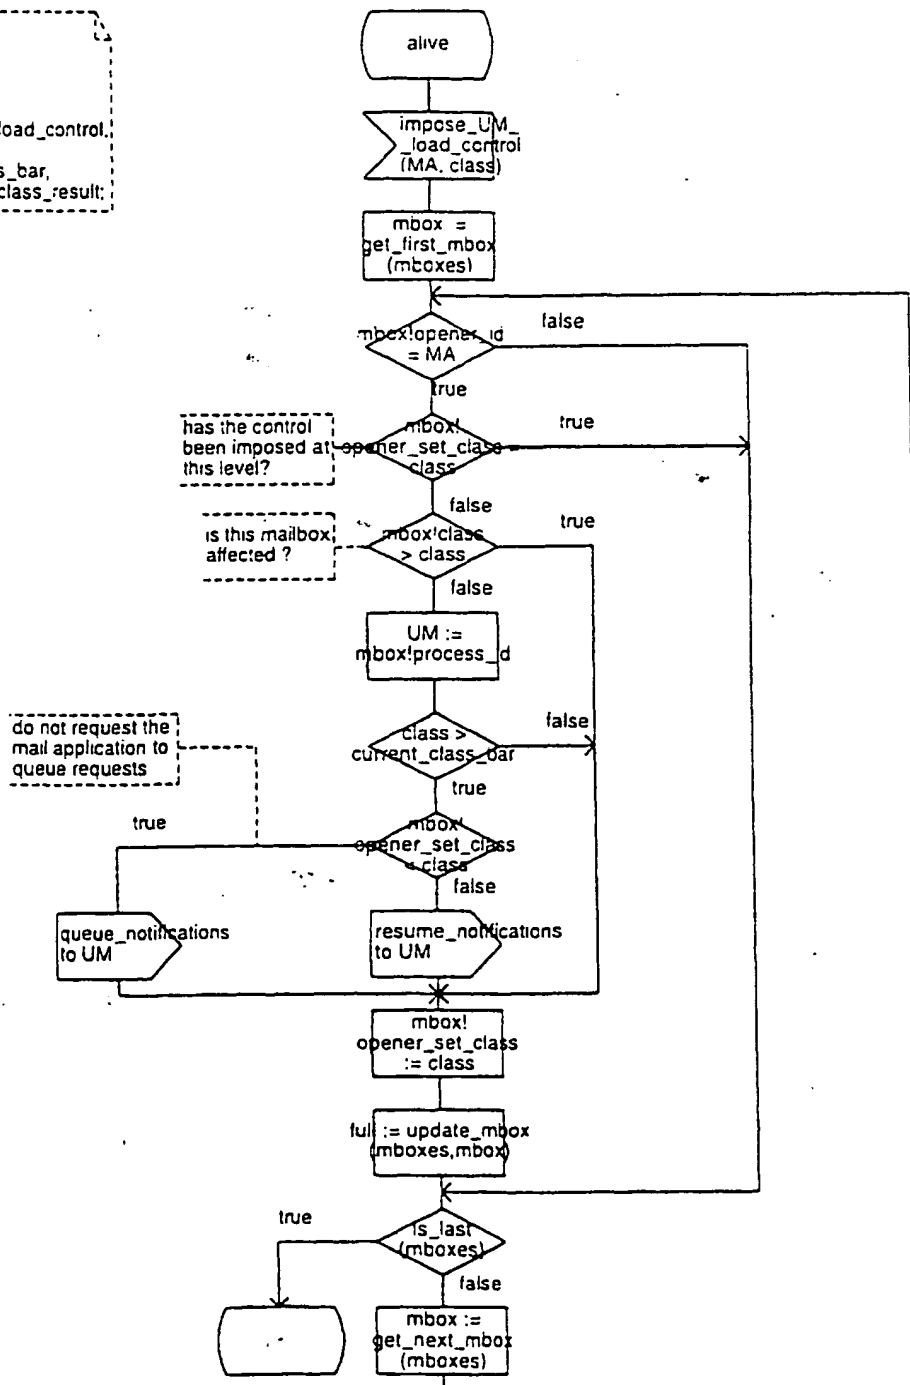 alive
load_control,
s_bar,
class_result;
impose_UM_
_load_control
(MA, class)
mbox =
get_first_mbox
(mboxes)
false
mbox!opener_id
= MA
true
has the control
been imposed at
this level?
mbox!
opener_set_class =
class
true
false
is this mailbox
affected ?
mbox!class
> class
true
false
UM :=
mbox!process_id
do not request the
mail application to
queue requests
class >
current_class_bar
false
true
true
mbox!
opener_set_class
< class
false
queue_notifications
to UM
resume_notifications
to UM
mbox!
opener_set_class
:= class
full := update_mbox
(mboxes,mbox)
true
is_last
(mboxes)
false
-
mbox :=
get_next_mbox
(mboxes)